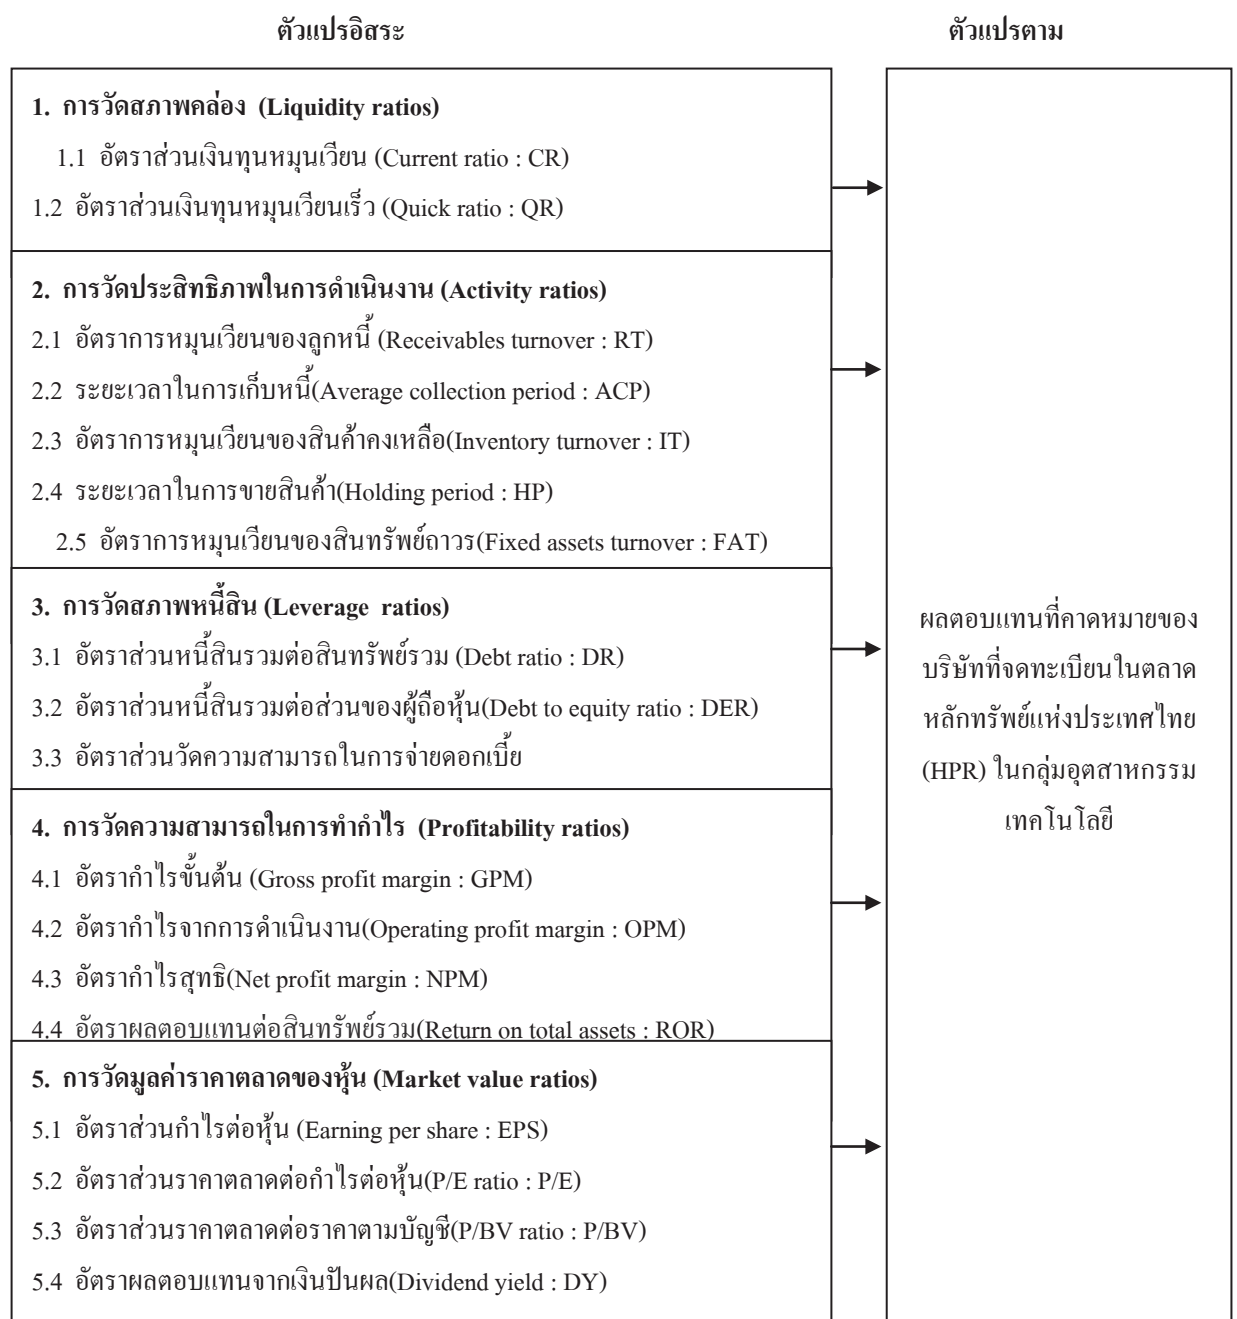 ตัวแปรอิสระ
ตัวแปรตาม
1. การวัดสภาพคล่อง (Liquidity ratios)
1.1 อัตราส่วนเงินทุนหมุนเวียน (Current ratio : CR)
1.2 อัตราส่วนเงินทุนหมุนเวียนเร็ว (Quick ratio : QR)
2. การวัดประสิทธิภาพในการดำเนินงาน (Activity ratios)
2.1 อัตราการหมุนเวียนของลูกหนี้ (Receivables turnover : RT)
2.2 ระยะเวลาในการเก็บหนี้(Average collection period : ACP)
2.3 อัตราการหมุนเวียนของสินค้าคงเหลือ(Inventory turnover : IT)
2.4 ระยะเวลาในการขายสินค้า(Holding period : HP)
2.5 อัตราการหมุนเวียนของสินทรัพย์ถาวร(Fixed assets turnover : FAT)
3. การวัดสภาพหนี้สิน (Leverage ratios)
3.1 อัตราส่วนหนี้สินรวมต่อสินทรัพย์รวม (Debt ratio : DR)
3.2 อัตราส่วนหนี้สินรวมต่อส่วนของผู้ถือหุ้น(Debt to equity ratio : DER)
3.3 อัตราส่วนวัดความสามารถในการจ่ายดอกเบี้ย
4. การวัดความสามารถในการทำกำไร (Profitability ratios)
4.1 อัตรากำไรขั้นต้น (Gross profit margin : GPM)
4.2 อัตรากำไรจากการดำเนินงาน(Operating profit margin : OPM)
4.3 อัตรากำไรสุทธิ(Net profit margin : NPM)
4.4 อัตราผลตอบแทนต่อสินทรัพย์รวม(Return on total assets : ROR)
5. การวัดมูลค่าราคาตลาดของหุ้น (Market value ratios)
5.1 อัตราส่วนกำไรต่อหุ้น (Earning per share : EPS)
5.2 อัตราส่วนราคาตลาดต่อกำไรต่อหุ้น(P/E ratio : P/E)
5.3 อัตราส่วนราคาตลาดต่อราคาตามบัญชี(P/BV ratio : P/BV)
5.4 อัตราผลตอบแทนจากเงินปันผล(Dividend yield : DY)
ผลตอบแทนที่คาดหมายของ
บริษัทที่จดทะเบียนในตลาด
หลักทรัพย์แห่งประเทศไทย
(HPR) ในกลุ่มอุตสาหกรรม
เทคโนโลยี